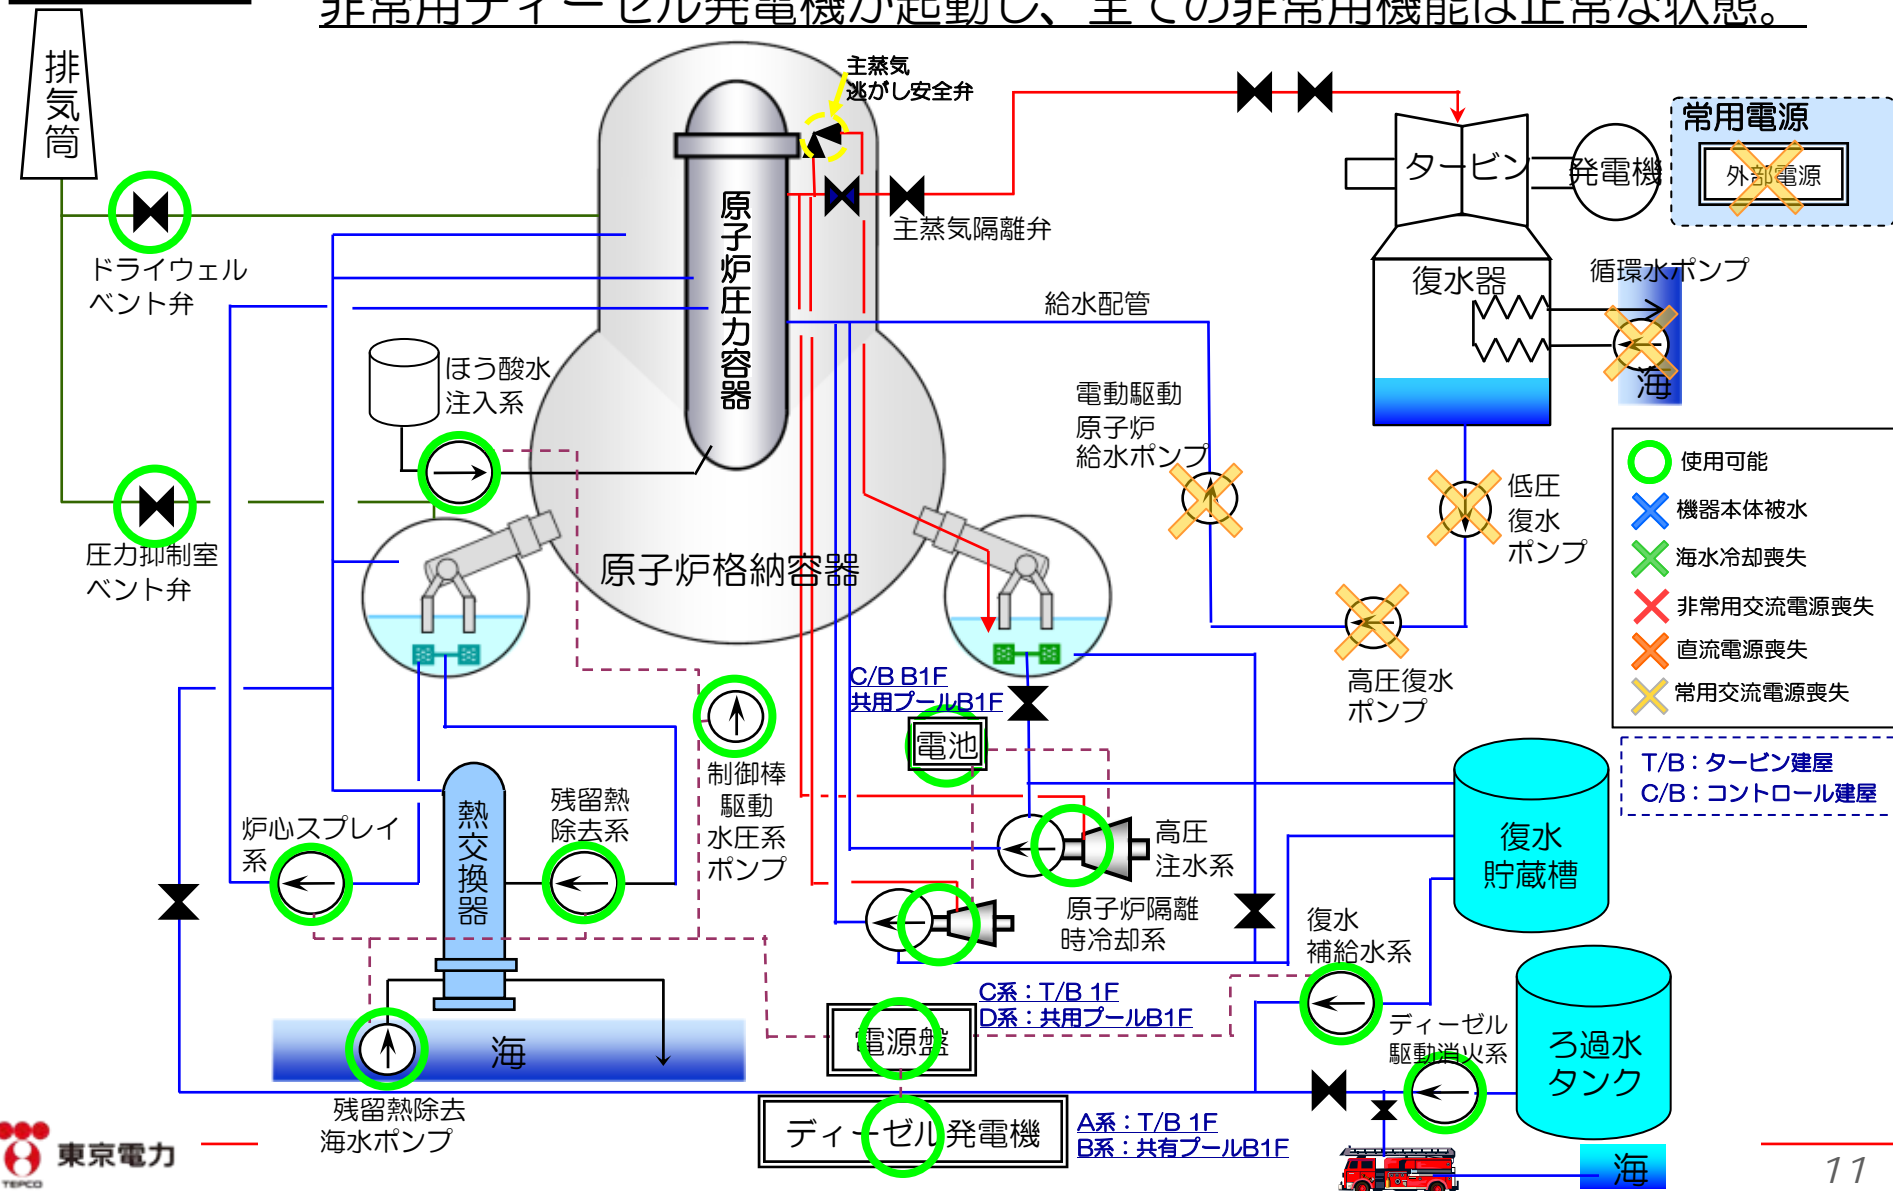 非常用ディーゼル発電機が起動し、全ての非常用機能は正常な状態。
排気筒
主蒸気
逃がし安全弁
常用電源
外部電源
タービン
発電機
原子炉圧力容器
主蒸気隔離弁
ドライウェル
ベント弁
復水器
循環水ポンプ
海
給水配管
ほう酸水
注入系
電動駆動
原子炉
給水ポンプ
低圧
復水
ポンプ
使用可能
機器本体被水
海水冷却喪失
非常用交流電源喪失
直流電源喪失
常用交流電源喪失
圧力抑制室
ベント弁
原子炉格納容器
高圧復水
ポンプ
C/B B1F
共用プールB1F
電池
T/B：タービン建屋
C/B：コントロール建屋
制御棒
駆動
水圧系
ポンプ
残留熱
除去系
熱交換器
炉心スプレイ
系
高圧
注水系
復水
貯蔵槽
原子炉隔離
時冷却系
復水
補給水系
C系：T/B 1F
D系：共用プールB1F
電源盤
ディーゼル
駆動消火系
ろ過水
タンク
海
残留熱除去
海水ポンプ
ディーゼル発電機
A系：T/B 1F
B系：共有プールB1F
海
TEPCO
東京電力
11